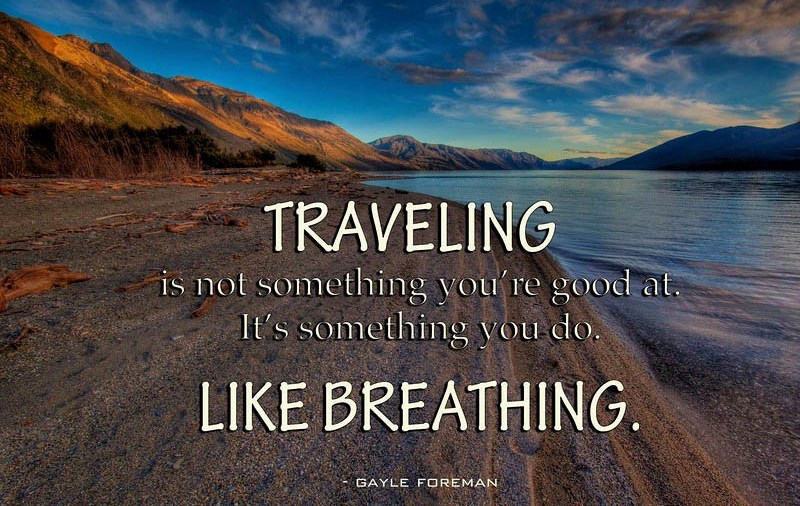 TRAVELING
is not something you're good at.
It's something you do.
LIKE BREATHING.
- GAYLE FOREMAN